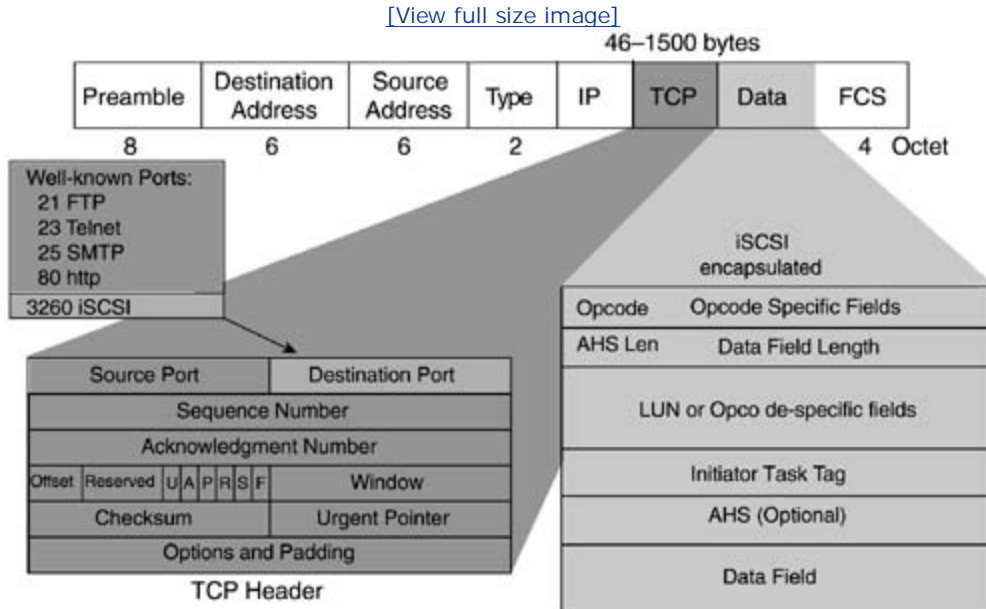 [View full size image]
46–1500 bytes
Preamble
Destination
Address
Source
Address
Type
IP
TCP
Data
FCS
8 6 6 2 4 Octet
Well-known Ports:
21 FTP
23 Telnet
25 SMTP
80 http
3260 iSCSI
Source Port Destination Port
Sequence Number
Acknowledgment Number
Offset Reserved U A P R S F Window
Checksum Urgent Pointer
Options and Padding
TCP Header
iSCSI
encapsulated
Opcode Opcode Specific Fields
AHS Len Data Field Length
LUN or Opco de-specific fields
Initiator Task Tag
AHS (Optional)
Data Field